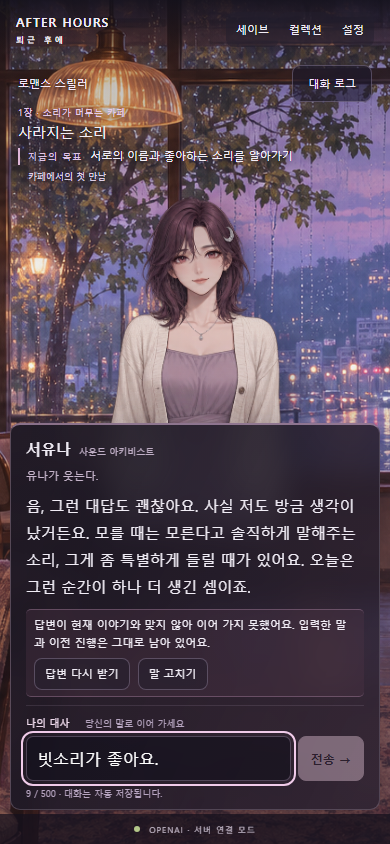 AFTER HOURS
퇴근 후에
세이브 컬렉션 설정
로맨스 스릴러
대화 로그
1장 · 소리가 머무는 카페
사라지는 소리
지금의 목표 서로의 이름과 좋아하는 소리를 알아가기
카페에서의 첫 만남
서유나 사운드 아키비스트
유나가 웃는다.
음, 그런 대답도 괜찮아요. 사실 저도 방금 생각이
났거든요. 모를 때는 모른다고 솔직하게 말해주는
소리, 그게 좀 특별하게 들릴 때가 있어요. 오늘은
그런 순간이 하나 더 생긴 셈이죠.
답변이 현재 이야기와 맞지 않아 이어 가지 못했어요. 입력한 말
과 이전 진행은 그대로 남아 있어요.
답변 다시 받기 말 고치기
나의 대사 당신의 말로 이어 가세요
빗소리가 좋아요.
전송 →
9 / 500 · 대화는 자동 저장됩니다.
OPENAI · 서버 연결 모드